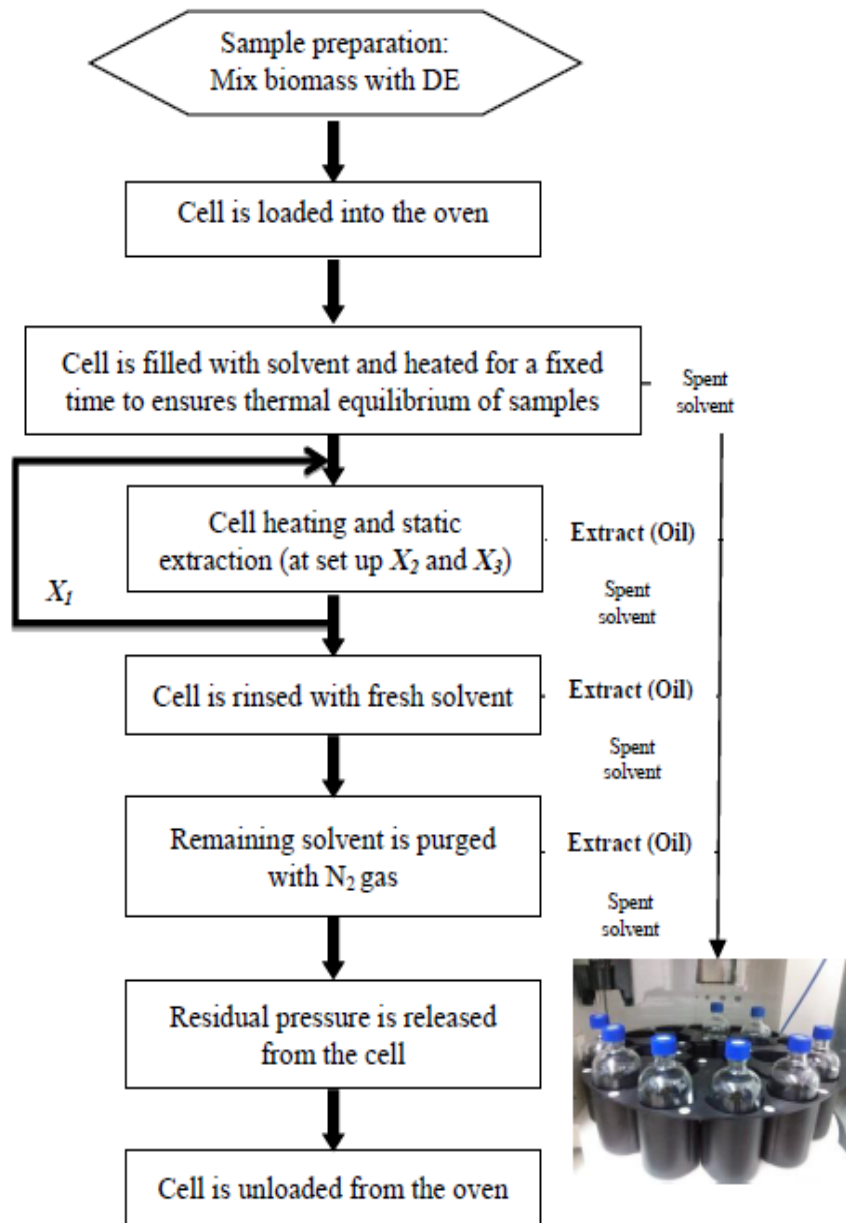 Sample preparation:
Mix biomass with DE
Cell is loaded into the oven
Cell is filled with solvent and heated for a fixed
time to ensures thermal equilibrium of samples
Spent
solvent
Cell heating and static
extraction (at set up X₂ and X₃)
Extract (Oil)
X₁
Spent
solvent
Cell is rinsed with fresh solvent
Extract (Oil)
Spent
solvent
Remaining solvent is purged
with N₂ gas
Extract (Oil)
Spent
solvent
Residual pressure is released
from the cell
Cell is unloaded from the oven